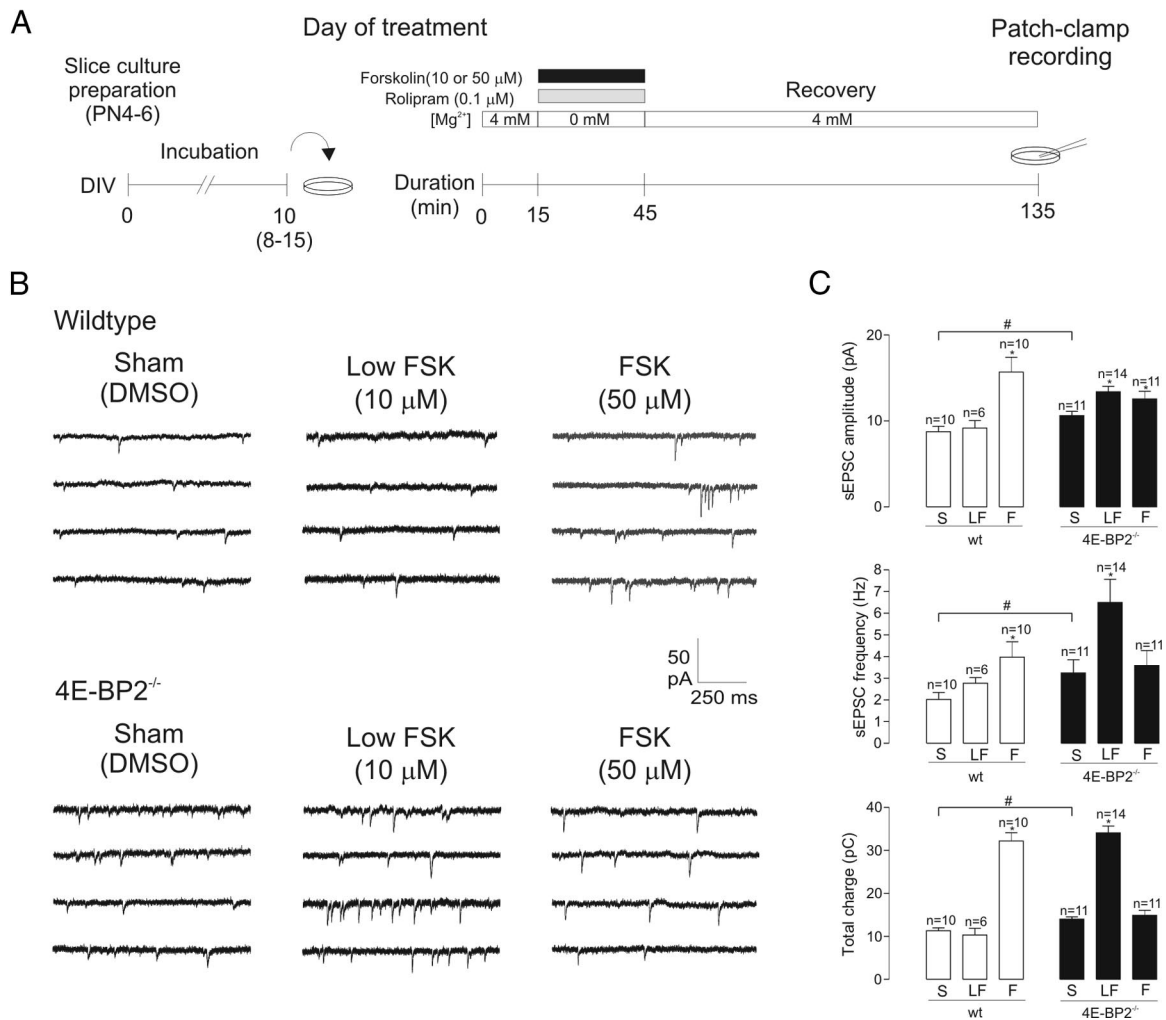 A
Day of treatment
Patch-clamp
recording
Slice culture
preparation
(PN4-6)
Forskolin(10 or 50 μM)
Rolipram (0.1 μM)
[Mg²⁺]
4 mM
0 mM
4 mM
Recovery
Incubation
DIV
0
10
(8-15)
Duration
(min)
0
15
45
135
B
Wildtype
Sham
(DMSO)
Low FSK
(10 μM)
FSK
(50 μM)
50
pA
250 ms
4E-BP2⁻/⁻
Sham
(DMSO)
Low FSK
(10 μM)
FSK
(50 μM)
C
sEPSC amplitude (pA)
20
10
0
#
n=10
n=6
n=10
*
n=11
n=14
*
n=11
*
S LF F S LF F
wt 4E-BP2⁻/⁻
sEPSC frequency (Hz)
8
7
6
5
4
3
2
1
0
#
n=10
n=6
n=10
*
n=11
n=14
*
n=11
S LF F S LF F
wt 4E-BP2⁻/⁻
Total charge (pC)
40
30
20
10
0
#
n=10
n=6
n=10
*
n=11
n=14
*
n=11
S LF F S LF F
wt 4E-BP2⁻/⁻